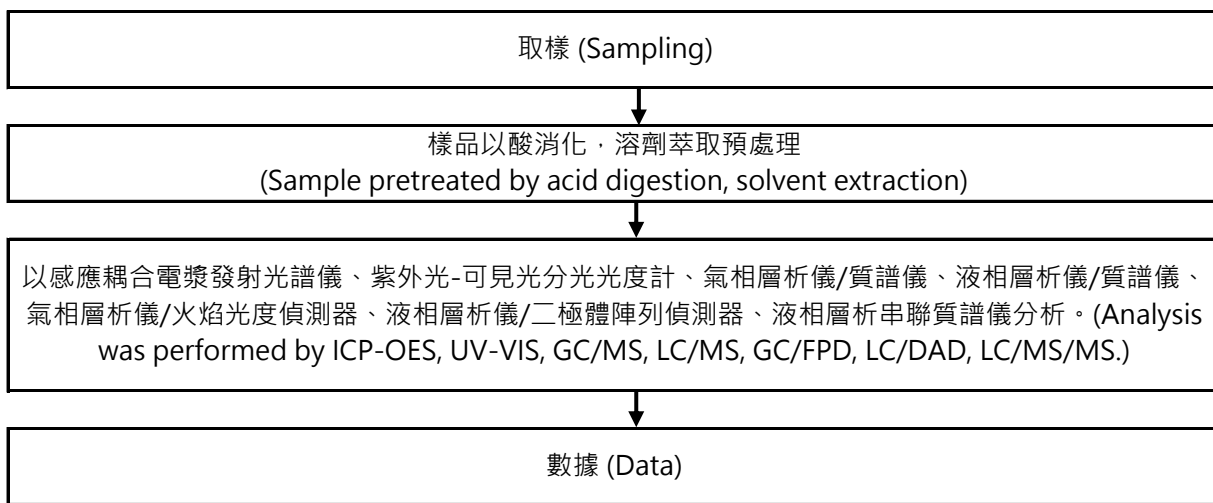 取樣 (Sampling)
樣品以酸消化，溶劑萃取預處理
(Sample pretreated by acid digestion, solvent extraction)
以感應耦合電漿發射光譜儀、紫外光-可見光分光光度計、氣相層析儀/質譜儀、液相層析儀/質譜儀、
氣相層析儀/火焰光度偵測器、液相層析儀/二極體陣列偵測器、液相層析串聯質譜儀分析。(Analysis
was performed by ICP-OES, UV-VIS, GC/MS, LC/MS, GC/FPD, LC/DAD, LC/MS/MS.)
數據 (Data)